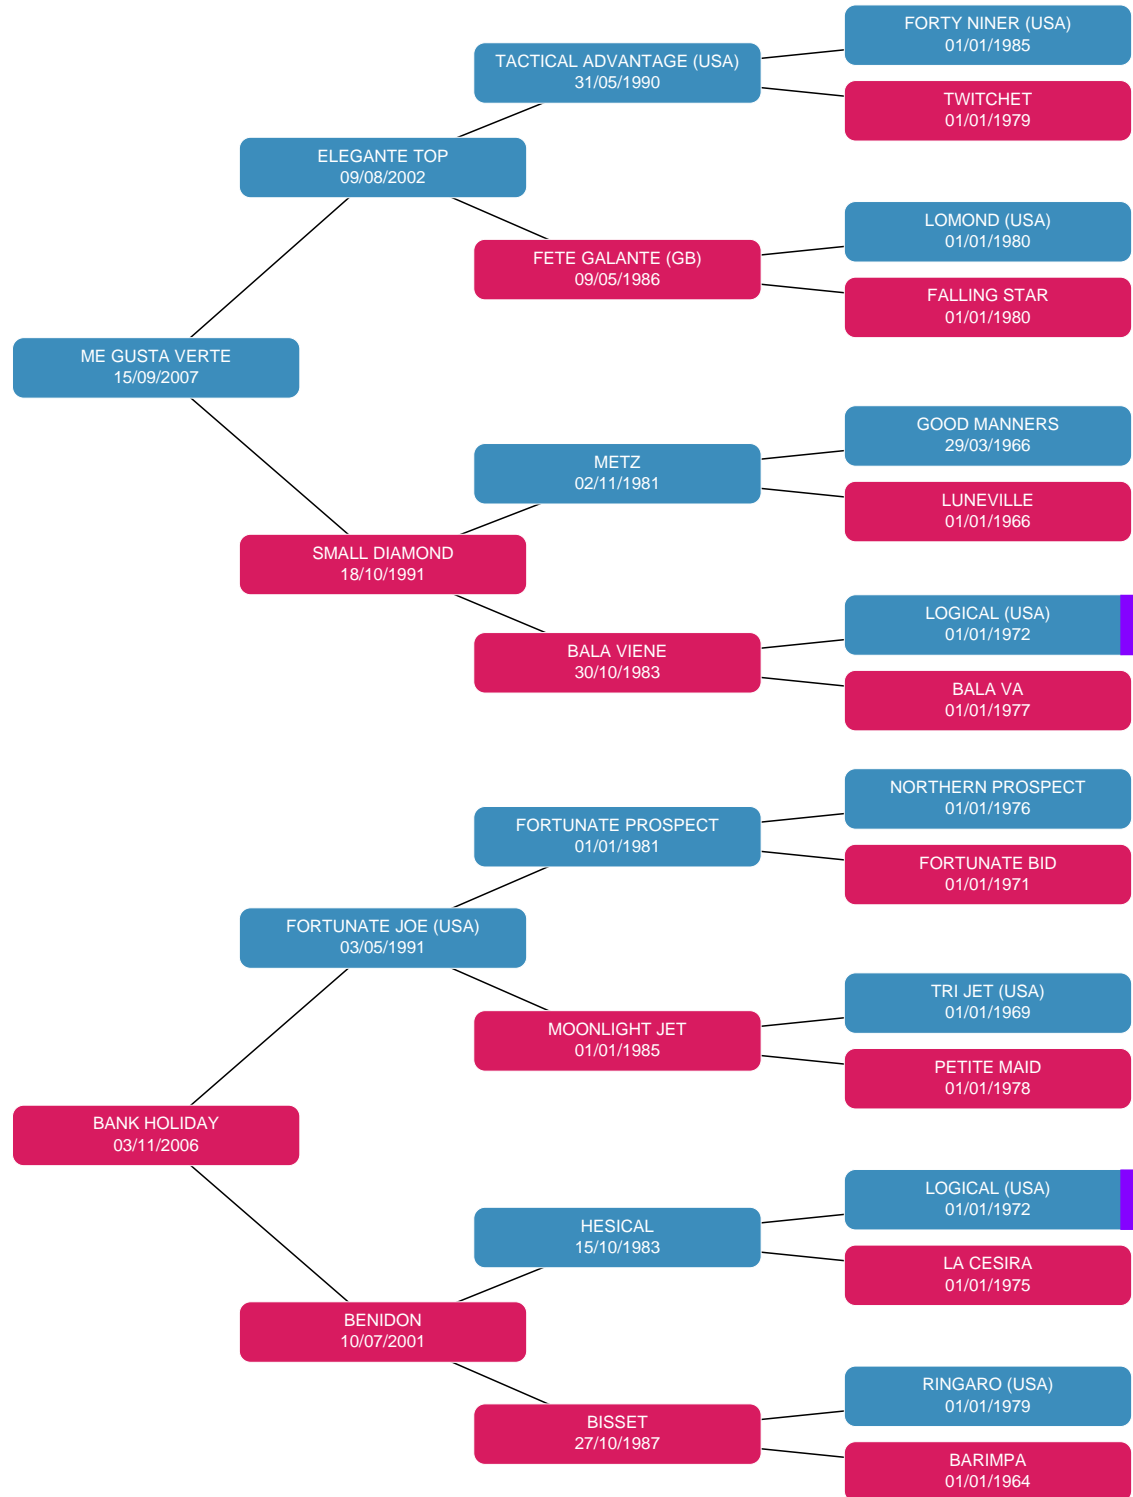 FORTY NINER (USA)
01/01/1985
TACTICAL ADVANTAGE (USA)
31/05/1990
TWITCHET
01/01/1979
ELEGANTE TOP
09/08/2002
LOMOND (USA)
01/01/1980
FETE GALANTE (GB)
09/05/1986
FALLING STAR
01/01/1980
ME GUSTA VERTE
15/09/2007
GOOD MANNERS
29/03/1966
METZ
02/11/1981
LUNEVILLE
01/01/1966
SMALL DIAMOND
18/10/1991
LOGICAL (USA)
01/01/1972
BALA VIENE
30/10/1983
BALA VA
01/01/1977
NORTHERN PROSPECT
01/01/1976
FORTUNATE PROSPECT
01/01/1981
FORTUNATE BID
01/01/1971
FORTUNATE JOE (USA)
03/05/1991
TRI JET (USA)
01/01/1969
MOONLIGHT JET
01/01/1985
PETITE MAID
01/01/1978
BANK HOLIDAY
03/11/2006
LOGICAL (USA)
01/01/1972
HESICAL
15/10/1983
LA CESIRA
01/01/1975
BENIDON
10/07/2001
RINGARO (USA)
01/01/1979
BISSET
27/10/1987
BARIMPA
01/01/1964